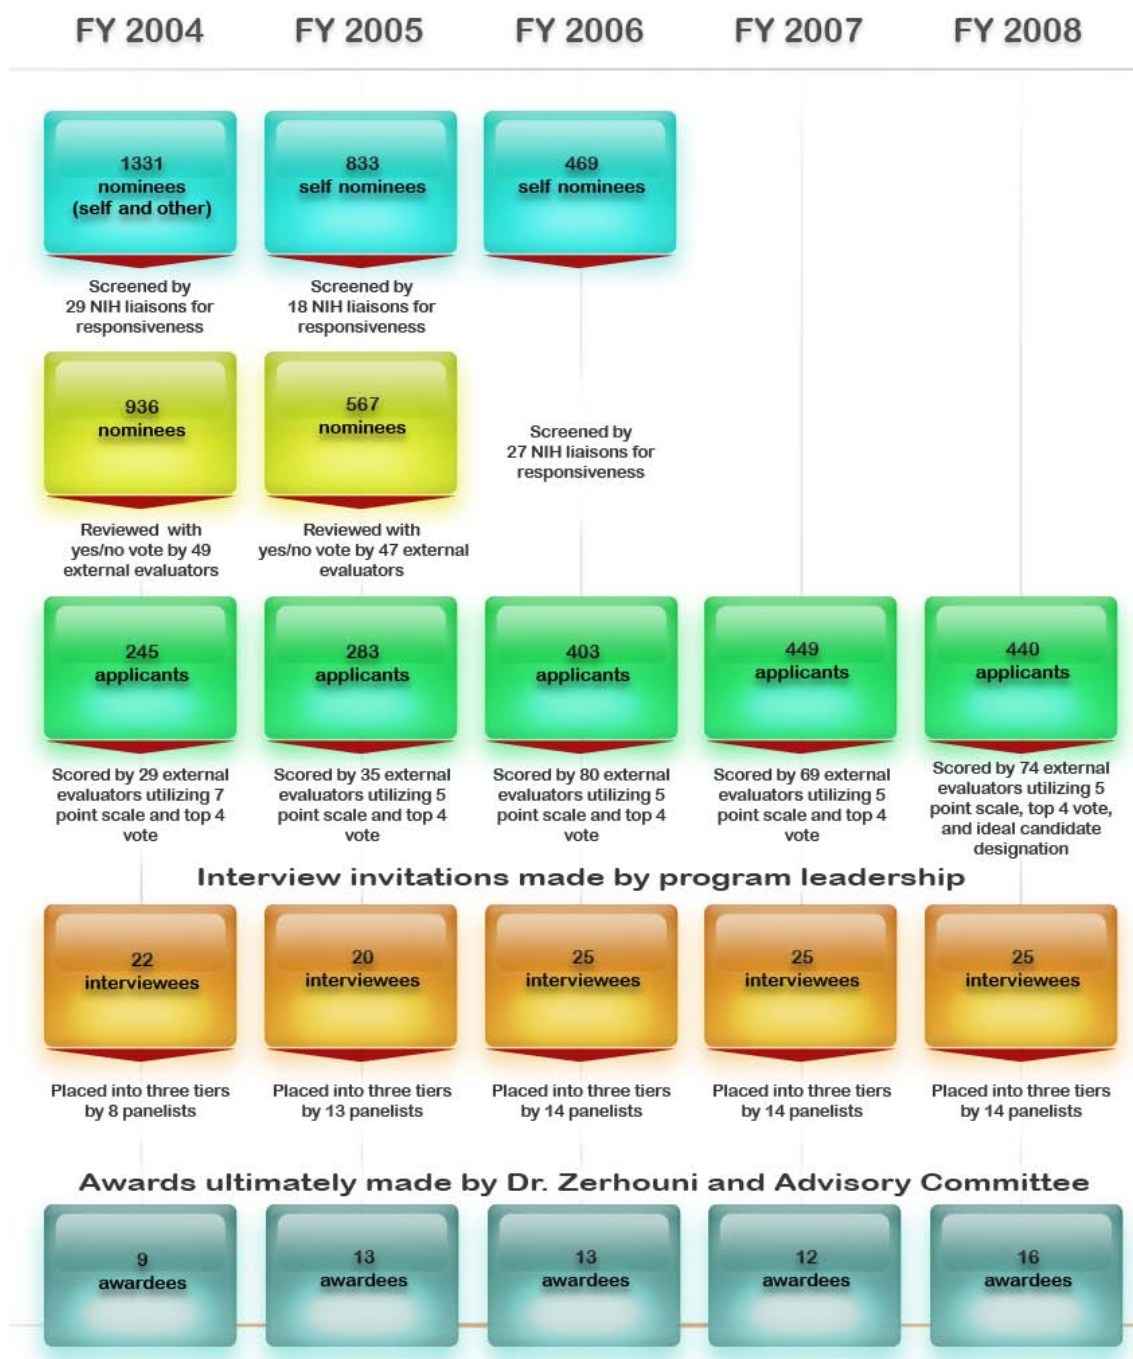 FY 2004 FY 2005 FY 2006 FY 2007 FY 2008
1331
nominees
(self and other)
833
self nominees
469
self nominees
Screened by
29 NIH liaisons for
responsiveness
Screened by
18 NIH liaisons for
responsiveness
936
nominees
567
nominees
Screened by
27 NIH liaisons for
responsiveness
Reviewed with
yes/no vote by 49
external evaluators
Reviewed with
yes/no vote by 47 external
evaluators
245
applicants
283
applicants
403
applicants
449
applicants
440
applicants
Scored by 29 external
evaluators utilizing 7
point scale and top 4
vote
Scored by 35 external
evaluators utilizing 5
point scale and top 4
vote
Scored by 80 external
evaluators utilizing 5
point scale and top 4
vote
Scored by 69 external
evaluators utilizing 5
point scale and top 4
vote
Scored by 74 external
evaluators utilizing 5
point scale, top 4 vote,
and ideal candidate
designation
Interview invitations made by program leadership
22
interviewees
20
interviewees
25
interviewees
25
interviewees
25
interviewees
Placed into three tiers
by 8 panelists
Placed into three tiers
by 13 panelists
Placed into three tiers
by 14 panelists
Placed into three tiers
by 14 panelists
Placed into three tiers
by 14 panelists
Awards ultimately made by Dr. Zerhouni and Advisory Committee
9
awardees
13
awardees
13
awardees
12
awardees
16
awardees